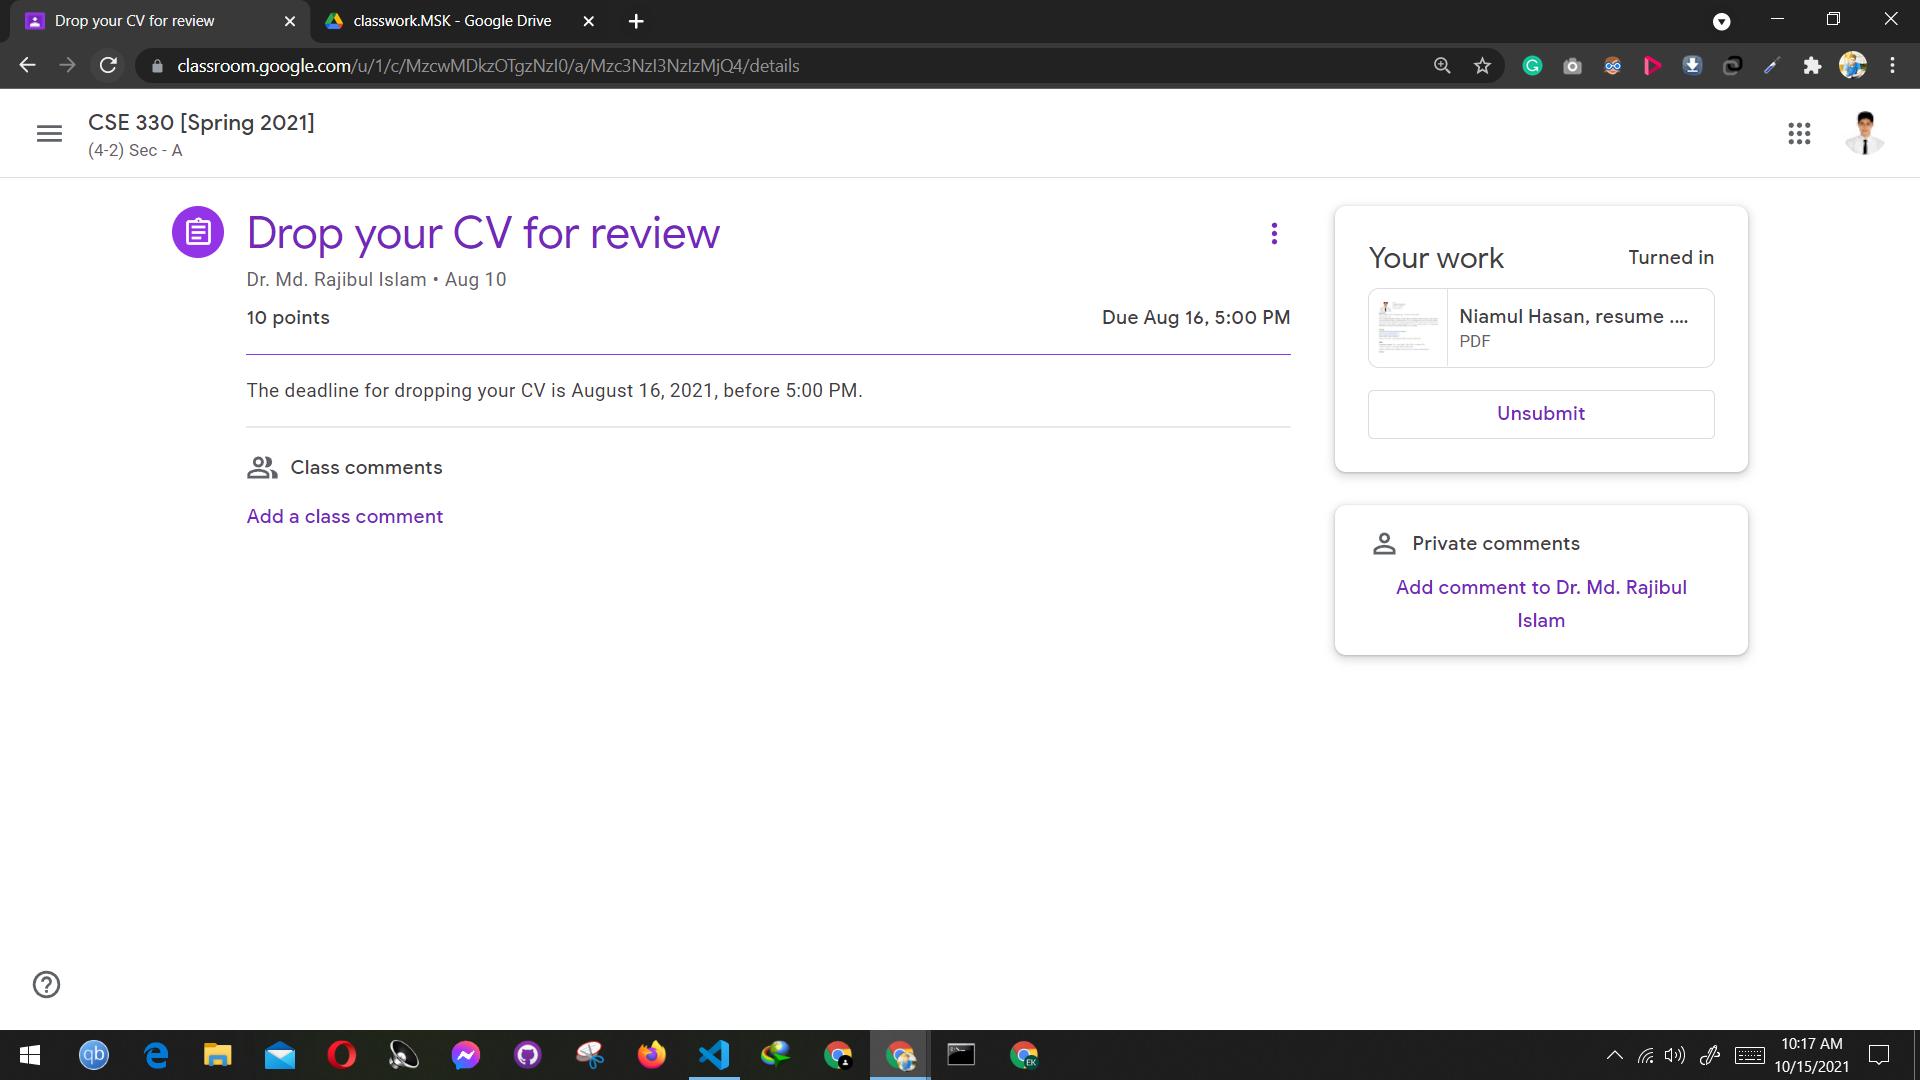 Drop your CV for review
classwork.MSK - Google Drive
classroom.google.com/u/1/c/MzcwMDkzOTgzNzI0/a/Mzc3NzI3NzIzMjQ4/details
CSE 330 [Spring 2021]
(4-2) Sec - A
Drop your CV for review
Dr. Md. Rajibul Islam • Aug 10
10 points
Due Aug 16, 5:00 PM
The deadline for dropping your CV is August 16, 2021, before 5:00 PM.
Class comments
Add a class comment
Your work
Turned in
Niamul Hasan, resume ....
PDF
Unsubmit
Private comments
Add comment to Dr. Md. Rajibul
Islam
qb
EK
10:17 AM
10/15/2021